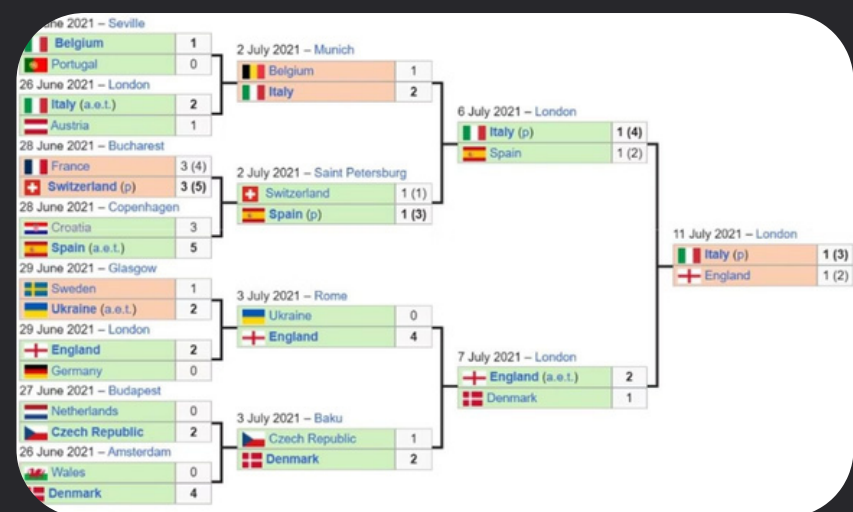 June 2021 – Seville
Belgium 1
Portugal 0
26 June 2021 – London
Italy (a.e.t.) 2
Austria 1
28 June 2021 – Bucharest
France 3 (4)
Switzerland (p) 3 (5)
28 June 2021 – Copenhagen
Croatia 3
Spain (a.e.t.) 5
29 June 2021 – Glasgow
Sweden 1
Ukraine (a.e.t.) 2
29 June 2021 – London
England 2
Germany 0
27 June 2021 – Budapest
Netherlands 0
Czech Republic 2
26 June 2021 – Amsterdam
Wales 0
Denmark 4
2 July 2021 – Munich
Belgium 1
Italy 2
2 July 2021 – Saint Petersburg
Switzerland 1 (1)
Spain (p) 1 (3)
3 July 2021 – Rome
Ukraine 0
England 4
3 July 2021 – Baku
Czech Republic 1
Denmark 2
6 July 2021 – London
Italy (p) 1 (4)
Spain 1 (2)
7 July 2021 – London
England (a.e.t.) 2
Denmark 1
11 July 2021 – London
Italy (p) 1 (3)
England 1 (2)